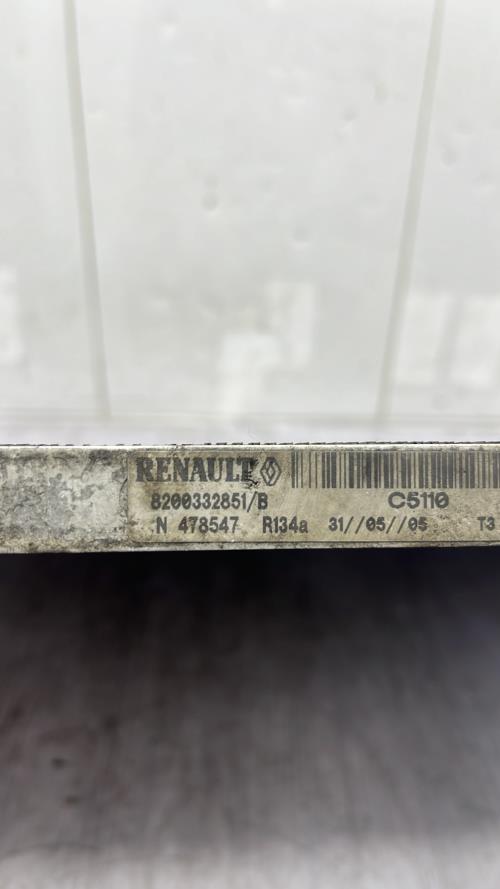 RENAULT
8200332851/B C5110
N 478547 R134a 31//05//05 T3